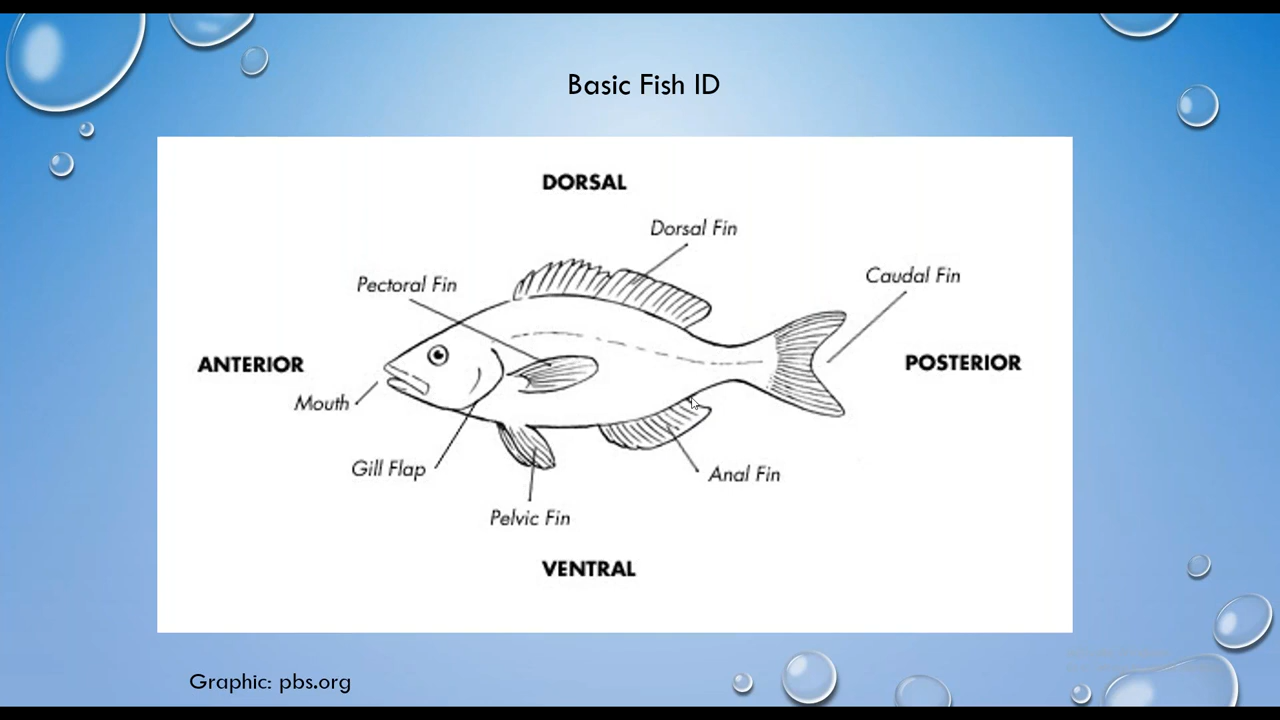 Basic Fish ID
DORSAL
Dorsal Fin
Pectoral Fin
Caudal Fin
ANTERIOR
POSTERIOR
Mouth
Gill Flap
Anal Fin
Pelvic Fin
VENTRAL
Graphic: pbs.org